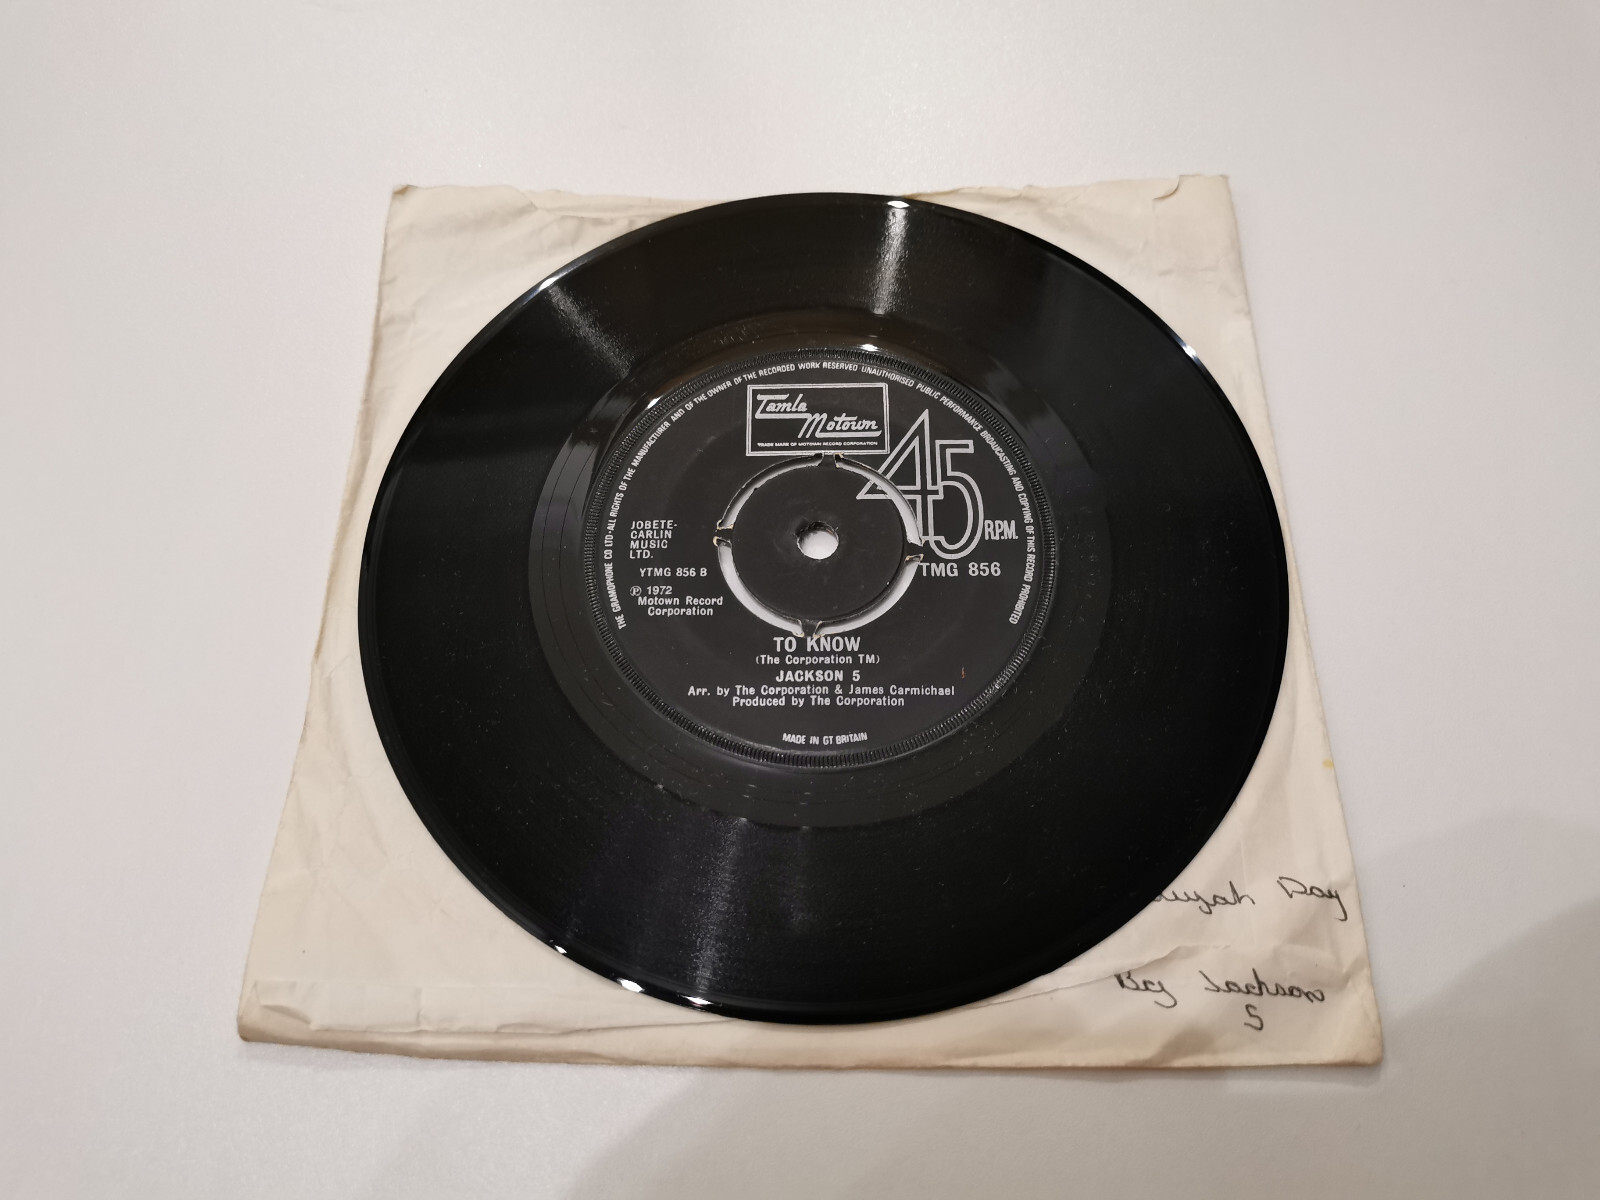 THE GRAMOPHONE CO LTD·ALL RIGHTS OF THE MANUFACTURER AND OF THE OWNER OF THE RECORDED WORK RESERVED UNAUTHORISED PUBLIC PERFORMANCE BROADCASTING AND COPYING OF THIS RECORD PROHIBITED
Tamla
Motown
TRADE MARK OF MOTOWN RECORD CORPORATION
45
R.P.M.
TMG 856
JOBETE-
CARLIN
MUSIC
LTD.
YTMG 856 B
Ⓟ 1972
Motown Record
Corporation
TO KNOW
(The Corporation TM)
JACKSON 5
Arr. by The Corporation & James Carmichael
Produced by The Corporation
MADE IN GT BRITAIN
Day
By Jackson
5